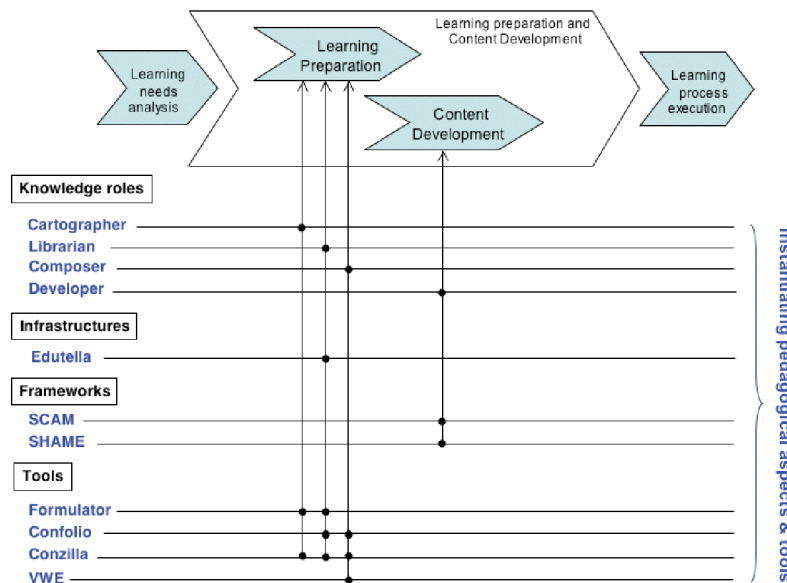 Learning preparation and
Content Development
Learning
needs
analysis
Learning
Preparation
Content
Development
Learning
process
execution
Knowledge roles
Cartographer
Librarian
Composer
Developer
Infrastructures
Edutella
Frameworks
SCAM
SHAME
Tools
Formulator
Confolio
Conzilla
VWE
Instantiating pedagogical aspects & tools